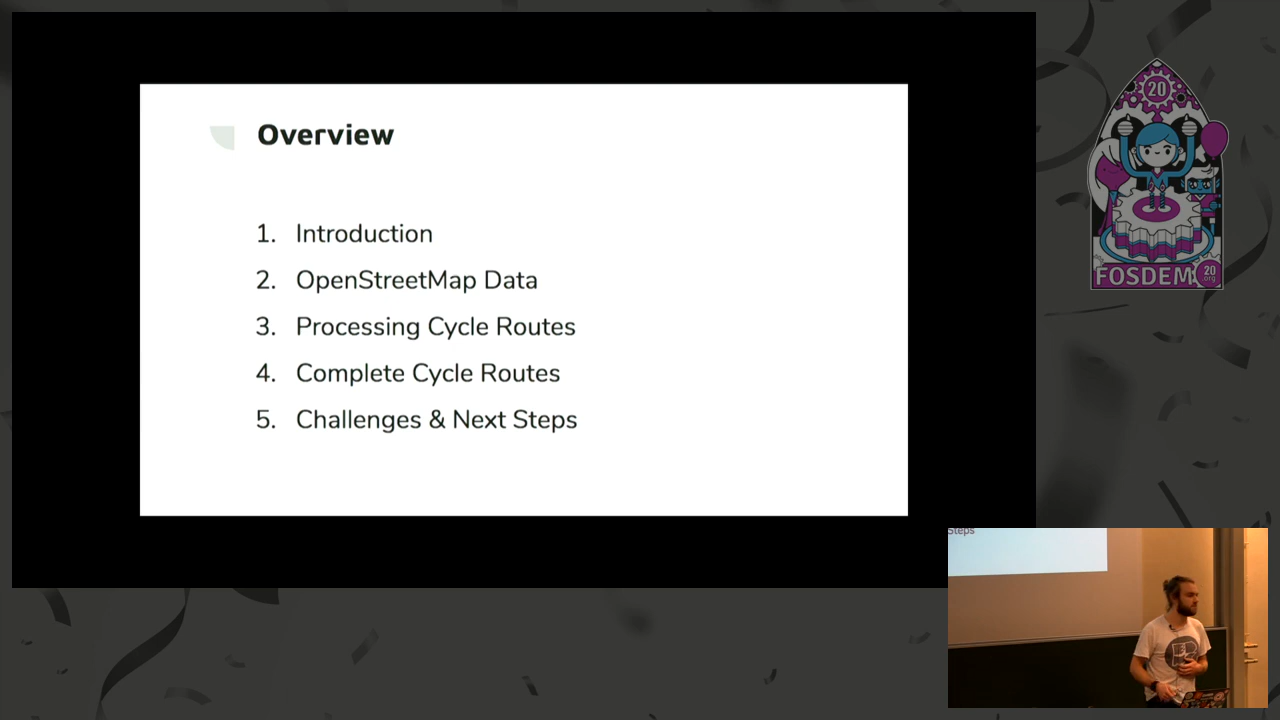 Overview
1. Introduction
2. OpenStreetMap Data
3. Processing Cycle Routes
4. Complete Cycle Routes
5. Challenges & Next Steps
20
FOSDEM
20
org
Steps